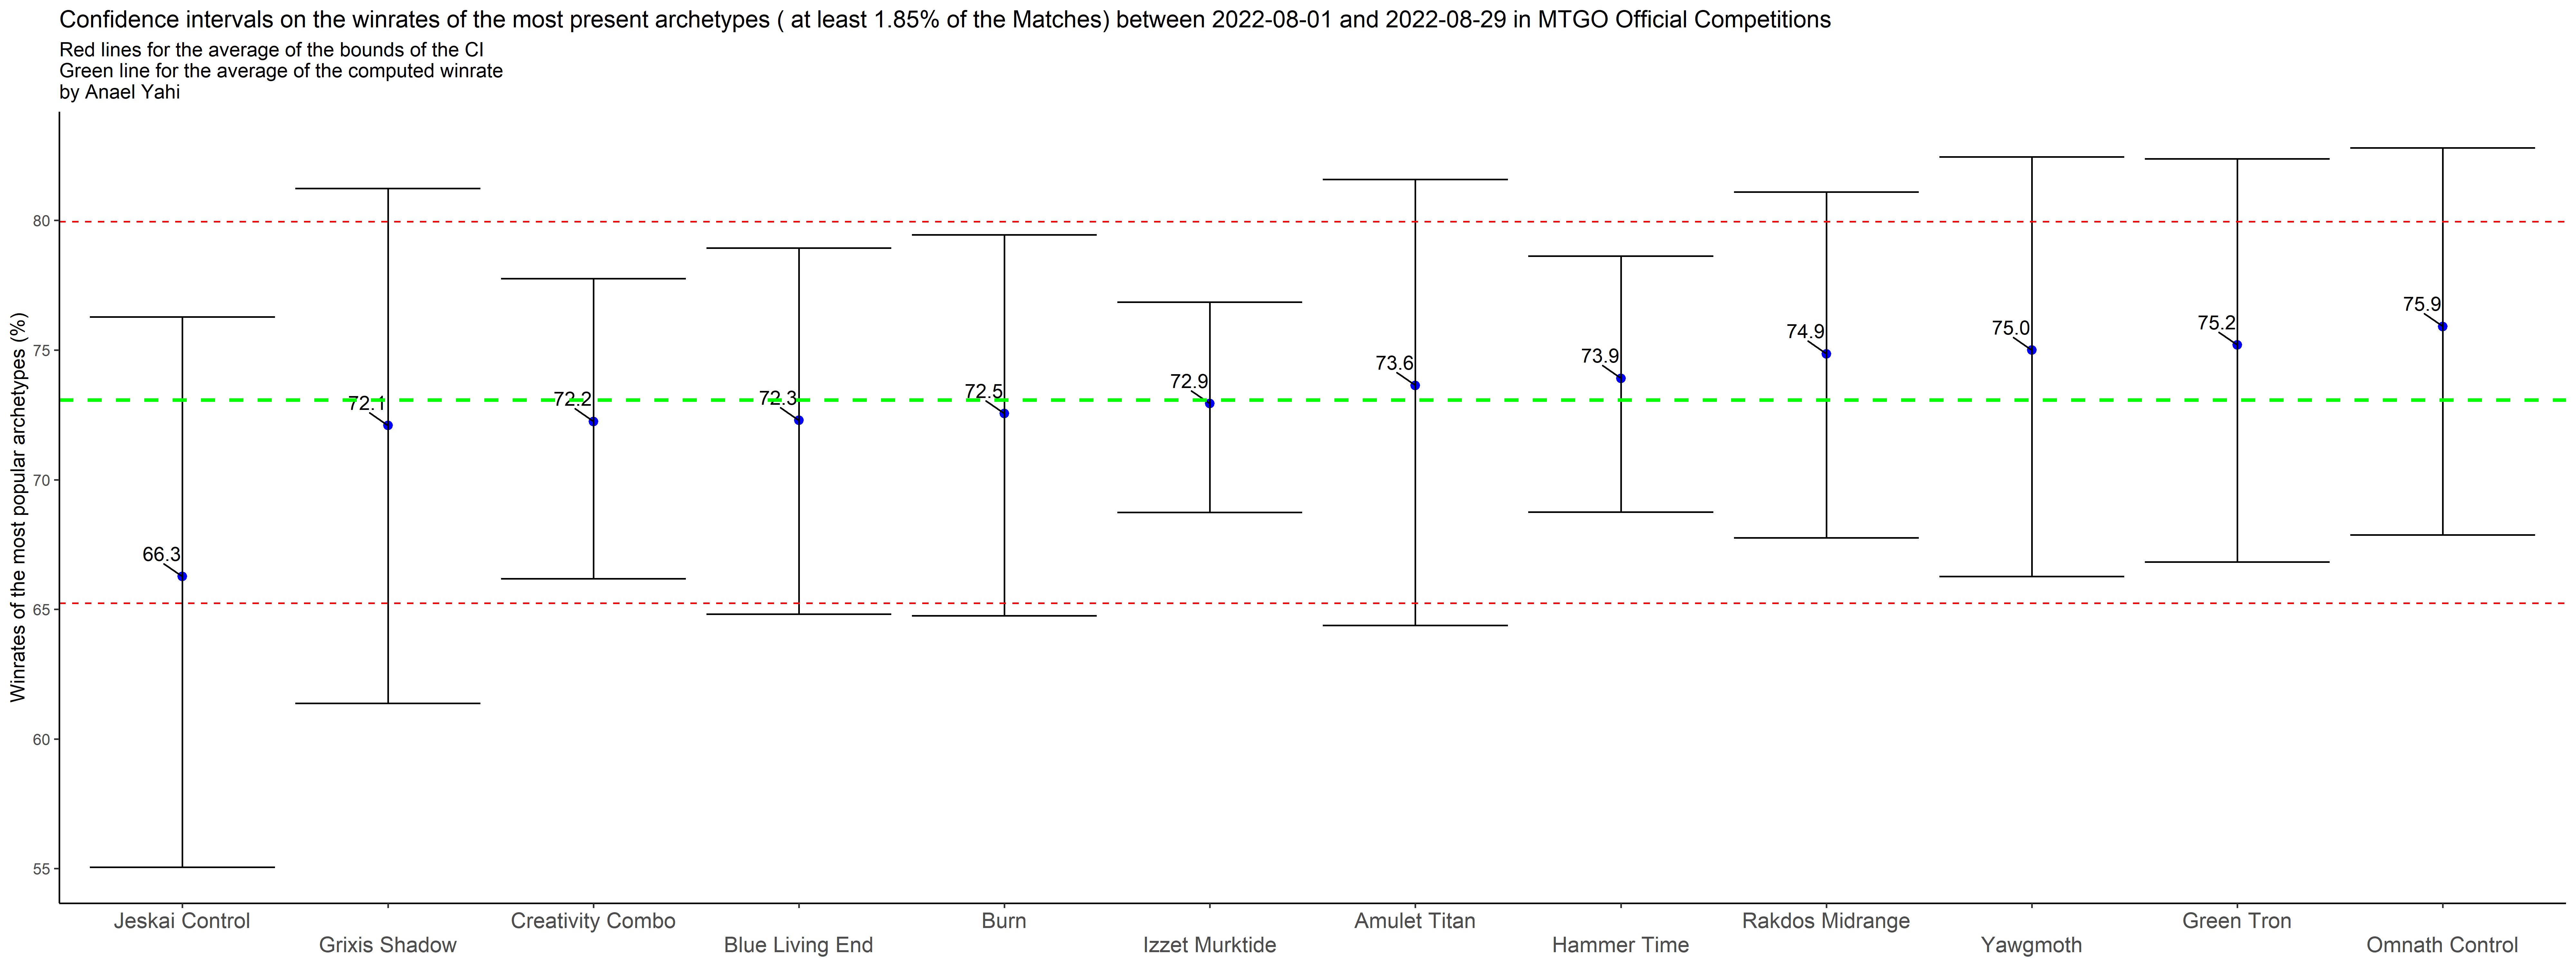 Confidence intervals on the winrates of the most present archetypes ( at least 1.85% of the Matches) between 2022-08-01 and 2022-08-29 in MTGO Official Competitions
Red lines for the average of the bounds of the CI
Green line for the average of the computed winrate
by Anael Yahi
Winrates of the most popular archetypes (%)
80
75
70
65
60
55
66.3
72.1
72.2
72.3
72.5
72.9
73.6
73.9
74.9
75.0
75.2
75.9
Jeskai Control
Grixis Shadow
Creativity Combo
Blue Living End
Burn
Izzet Murktide
Amulet Titan
Hammer Time
Rakdos Midrange
Yawgmoth
Green Tron
Omnath Control